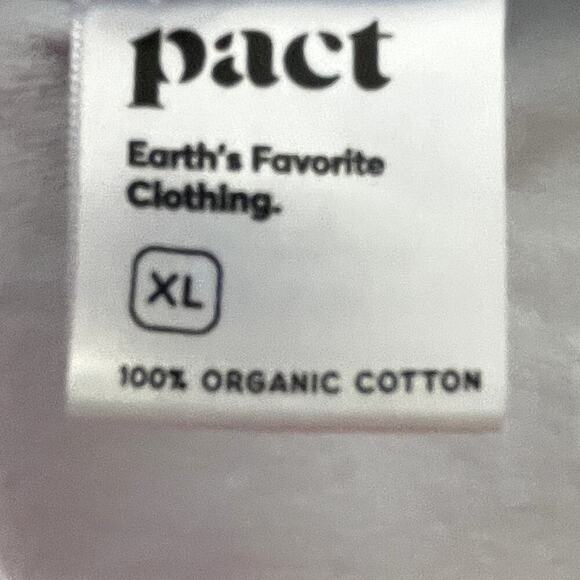 pact
Earth's Favorite
Clothing.
XL
100% ORGANIC COTTON